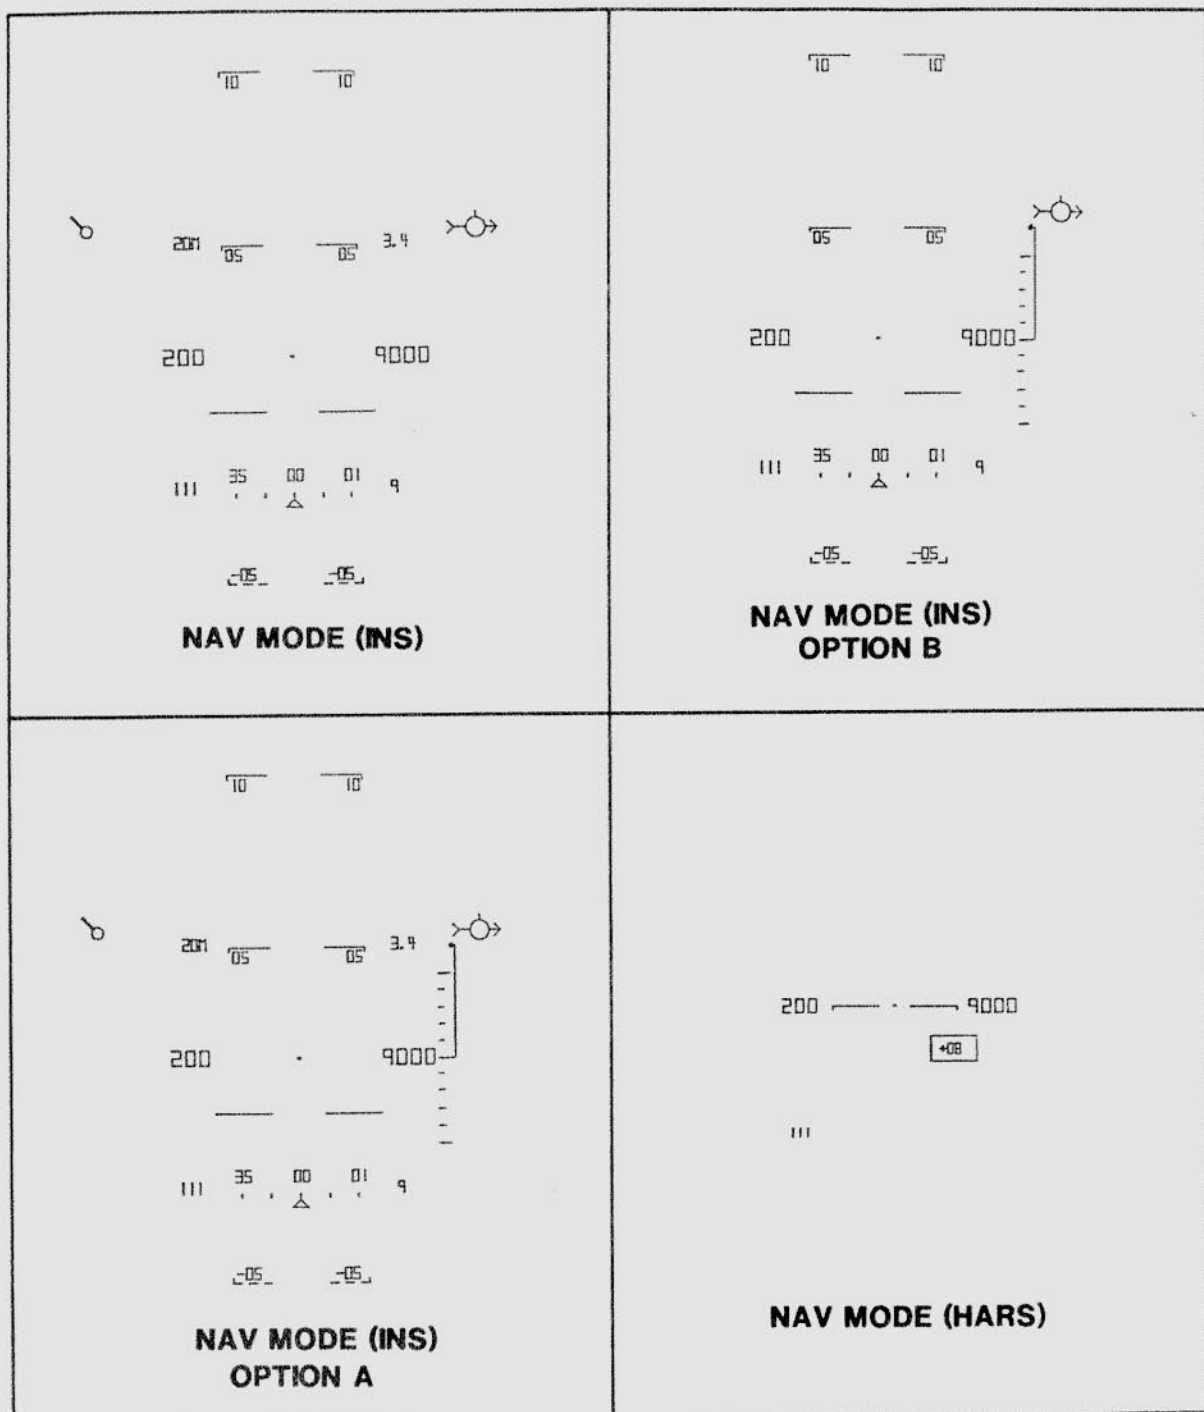 10 10
20M 05 05 3.4
200 9000
111 35 00 01 9
-05 -05
NAV MODE (INS)
10 10
05 05
200 9000
111 35 00 01 9
-05 -05
NAV MODE (INS)
OPTION B
10 10
20M 05 05 3.4
200 9000
111 35 00 01 9
-05 -05
NAV MODE (INS)
OPTION A
200 9000
+08
111
NAV MODE (HARS)